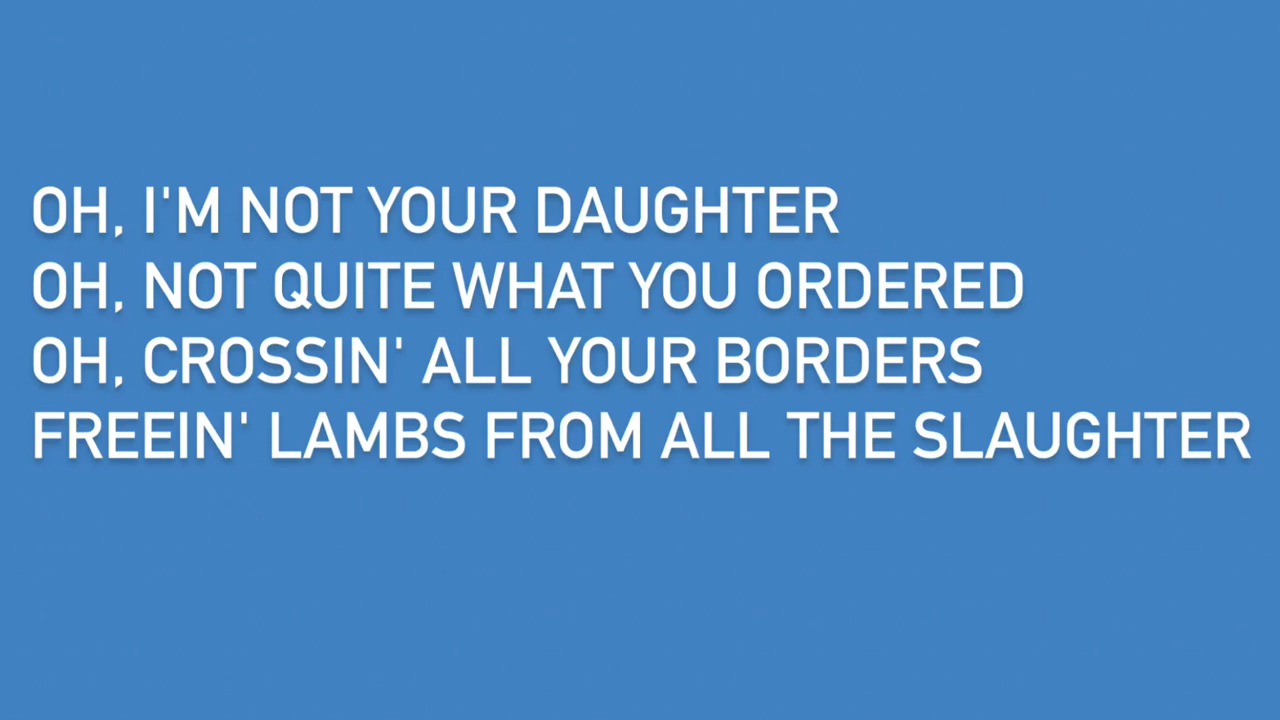 OH, I'M NOT YOUR DAUGHTER
OH, NOT QUITE WHAT YOU ORDERED
OH, CROSSIN' ALL YOUR BORDERS
FREEIN' LAMBS FROM ALL THE SLAUGHTER